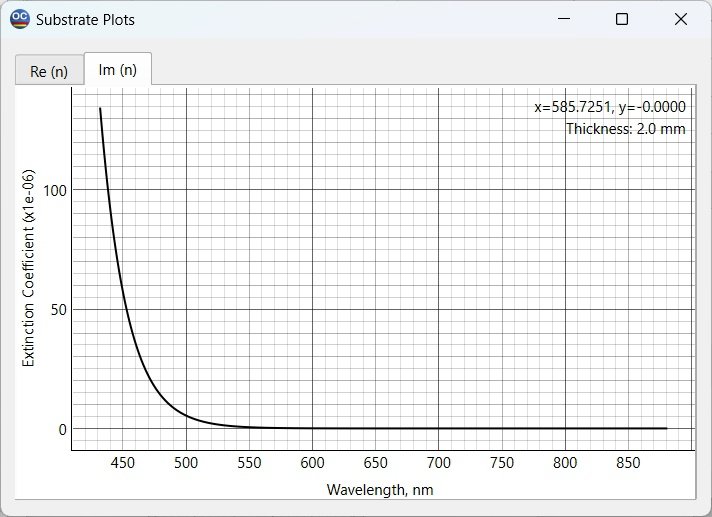 OC Substrate Plots
Re (n) Im (n)
x=585.7251, y=-0.0000
Thickness: 2.0 mm
Extinction Coefficient (x1e-06)
100
50
0
450 500 550 600 650 700 750 800 850
Wavelength, nm